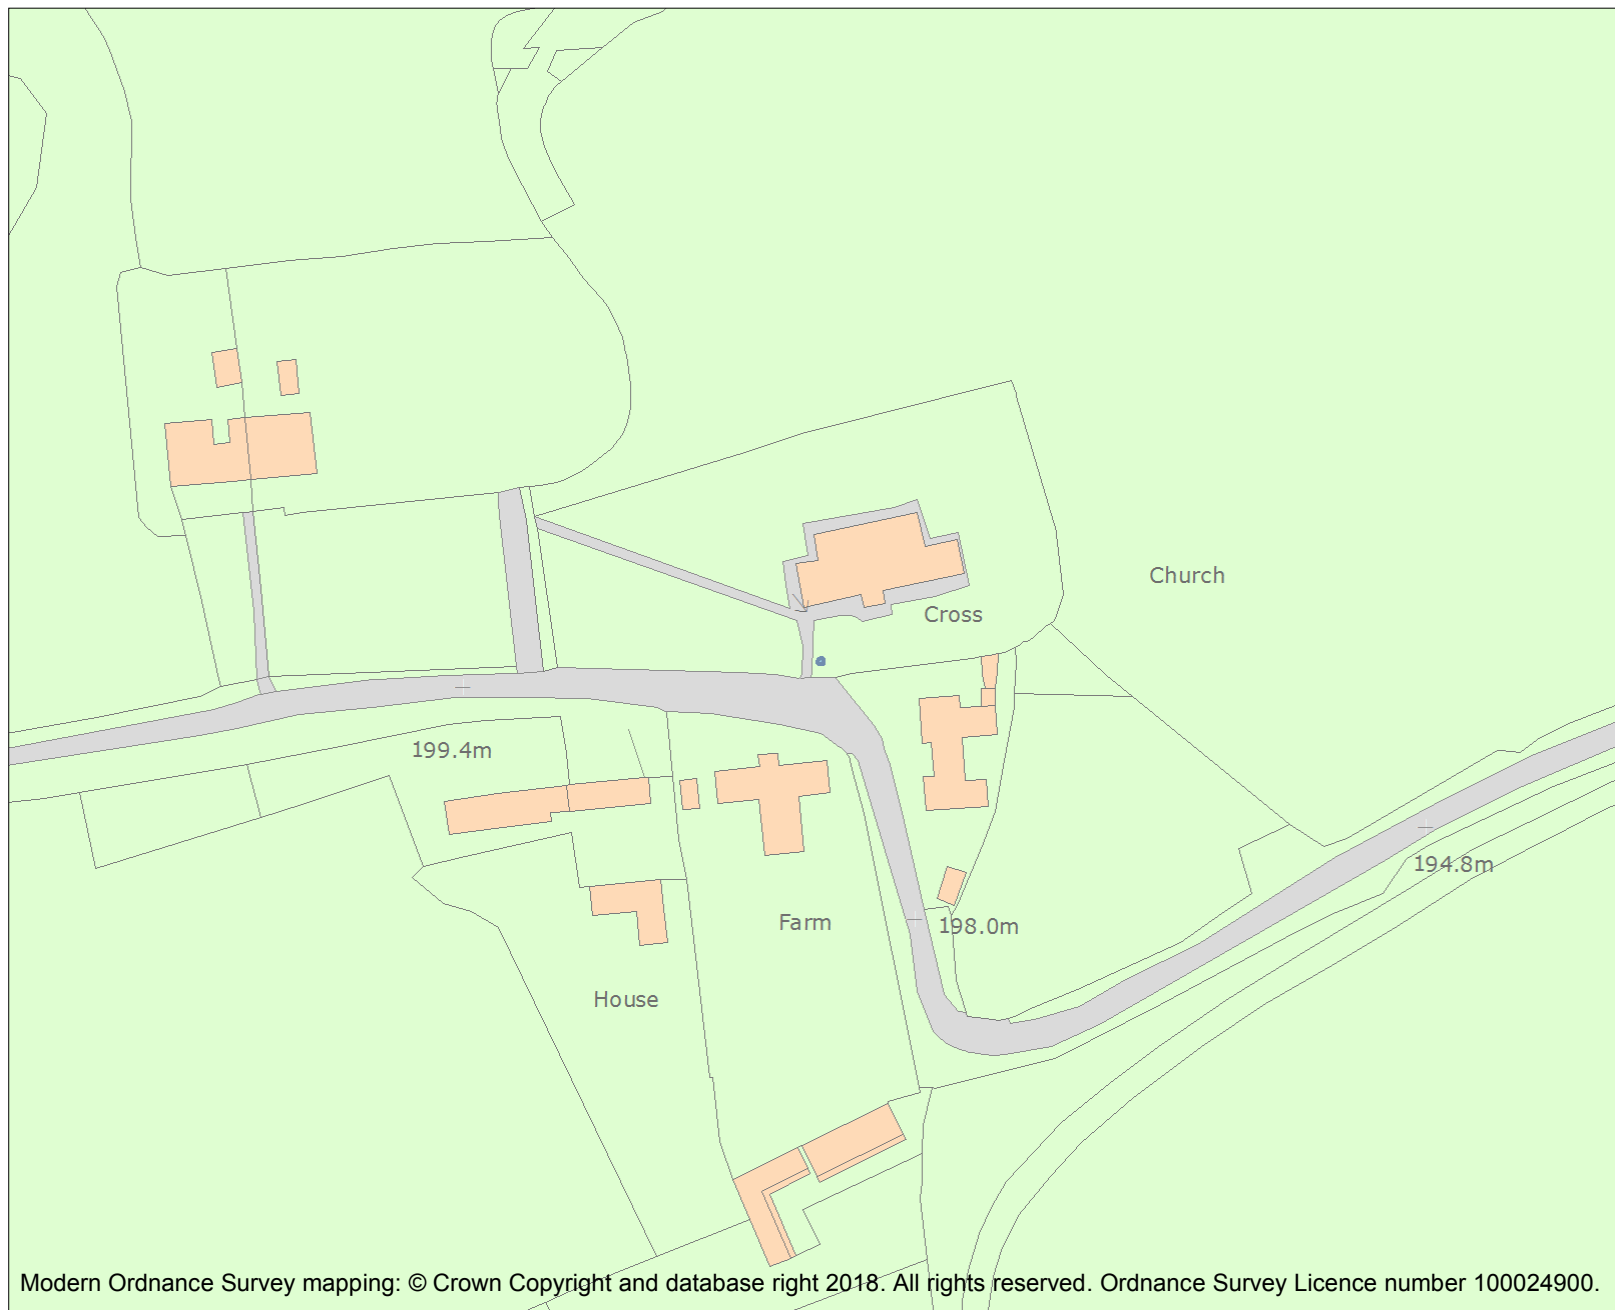 Church
Cross
199.4m
194.8m
Farm
198.0m
House
Modern Ordnance Survey mapping: © Crown Copyright and database right 2018. All rights reserved. Ordnance Survey Licence number 100024900.